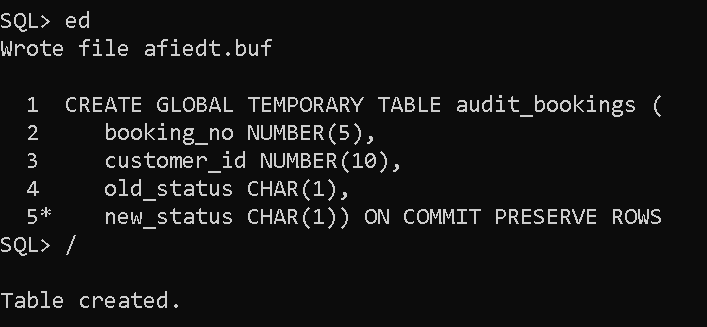 SQL> ed
Wrote file afiedt.buf
1 CREATE GLOBAL TEMPORARY TABLE audit_bookings (
2 booking_no NUMBER(5),
3 customer_id NUMBER(10),
4 old_status CHAR(1),
5* new_status CHAR(1)) ON COMMIT PRESERVE ROWS
SQL> /
Table created.